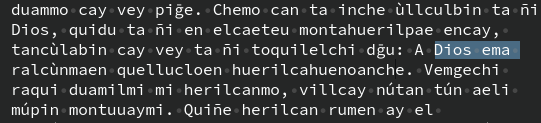 duammo cay vey piğe. Chemo can ta inche ùllculbin ta ñi
Dios, quidu ta ñi en elcaeteu montahuerilpae encay,
tancùlabin cay vey ta ñi toquilelchi dğu: A Dios ema
ralcùnmaen quellucloen huerilcahuenoanche. Vemgechi
raqui duamilmi mi herilcanmo, villcay nútan tún aeli
múpin montuuaymi. Quiñe herilcan rumen ay el